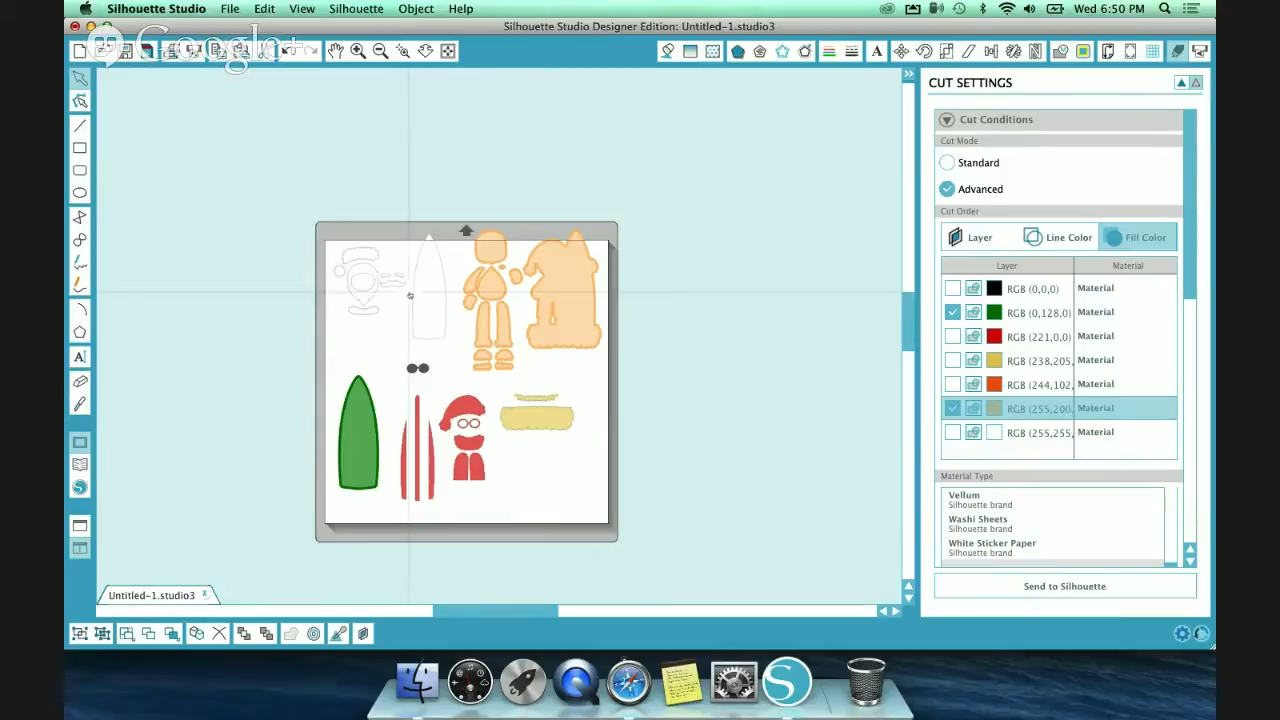 Silhouette Studio File Edit View Silhouette Object Help Wed 6:50 PM
Silhouette Studio Designer Edition: Untitled-1.studio3
Google+
CUT SETTINGS
Cut Conditions
Cut Mode
Standard
Advanced
Cut Order
Layer Line Color Fill Color
Layer Material
RGB (0,0,0) Material
RGB (0,128,0) Material
RGB (221,0,0) Material
RGB (238,205, Material
RGB (244,102, Material
RGB (255,200, Material
RGB (255,255, Material
Material Type
Vellum
Silhouette brand
Washi Sheets
Silhouette brand
White Sticker Paper
Silhouette brand
Send to Silhouette
Untitled-1.studio3 x